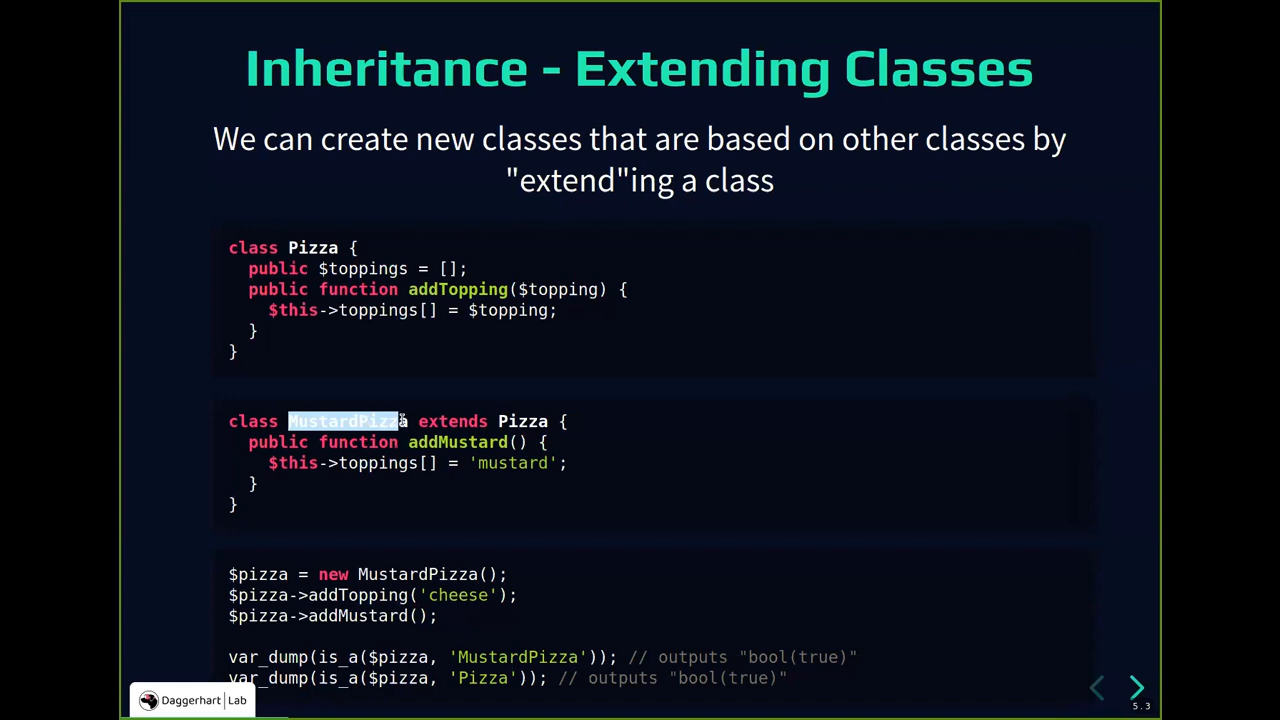 Inheritance - Extending Classes
We can create new classes that are based on other classes by
"extend"ing a class
class Pizza {
  public $toppings = [];
  public function addTopping($topping) {
    $this->toppings[] = $topping;
  }
}
class MustardPizza extends Pizza {
  public function addMustard() {
    $this->toppings[] = 'mustard';
  }
}
$pizza = new MustardPizza();
$pizza->addTopping('cheese');
$pizza->addMustard();
var_dump(is_a($pizza, 'MustardPizza')); // outputs "bool(true)"
var_dump(is_a($pizza, 'Pizza')); // outputs "bool(true)"
Daggerhart | Lab
5.3